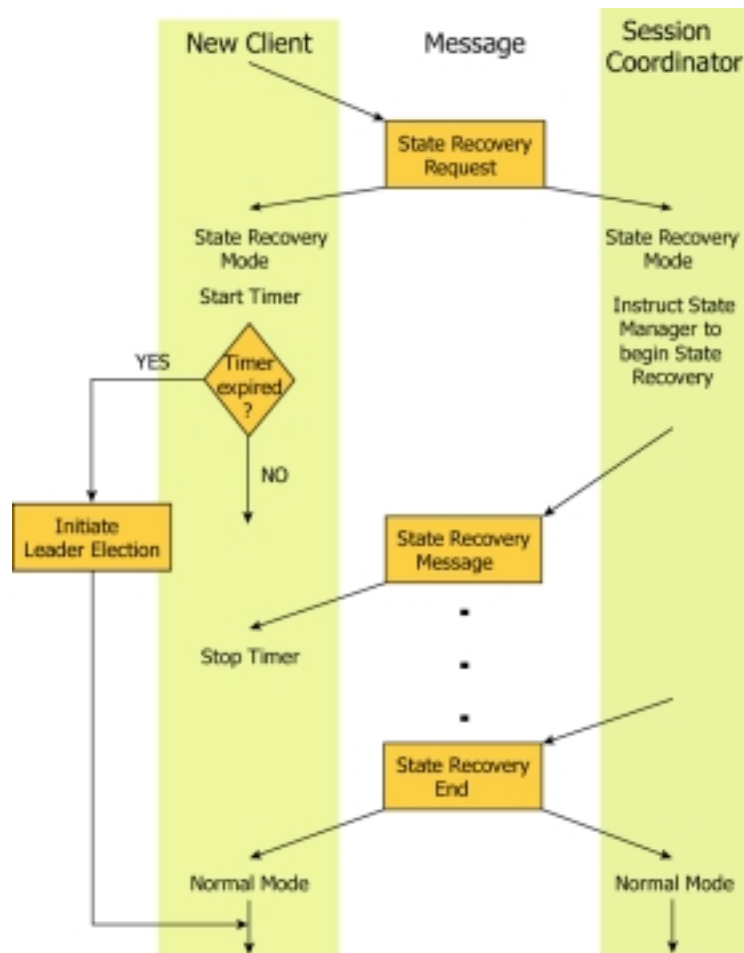 New Client
Message
Session
Coordinator
State Recovery
Request
State Recovery
Mode
State Recovery
Mode
Start Timer
Instruct State
Manager to
begin State
Recovery
YES
Timer
expired
?
NO
Initiate
Leader Election
State Recovery
Message
Stop Timer
State Recovery
End
Normal Mode
Normal Mode